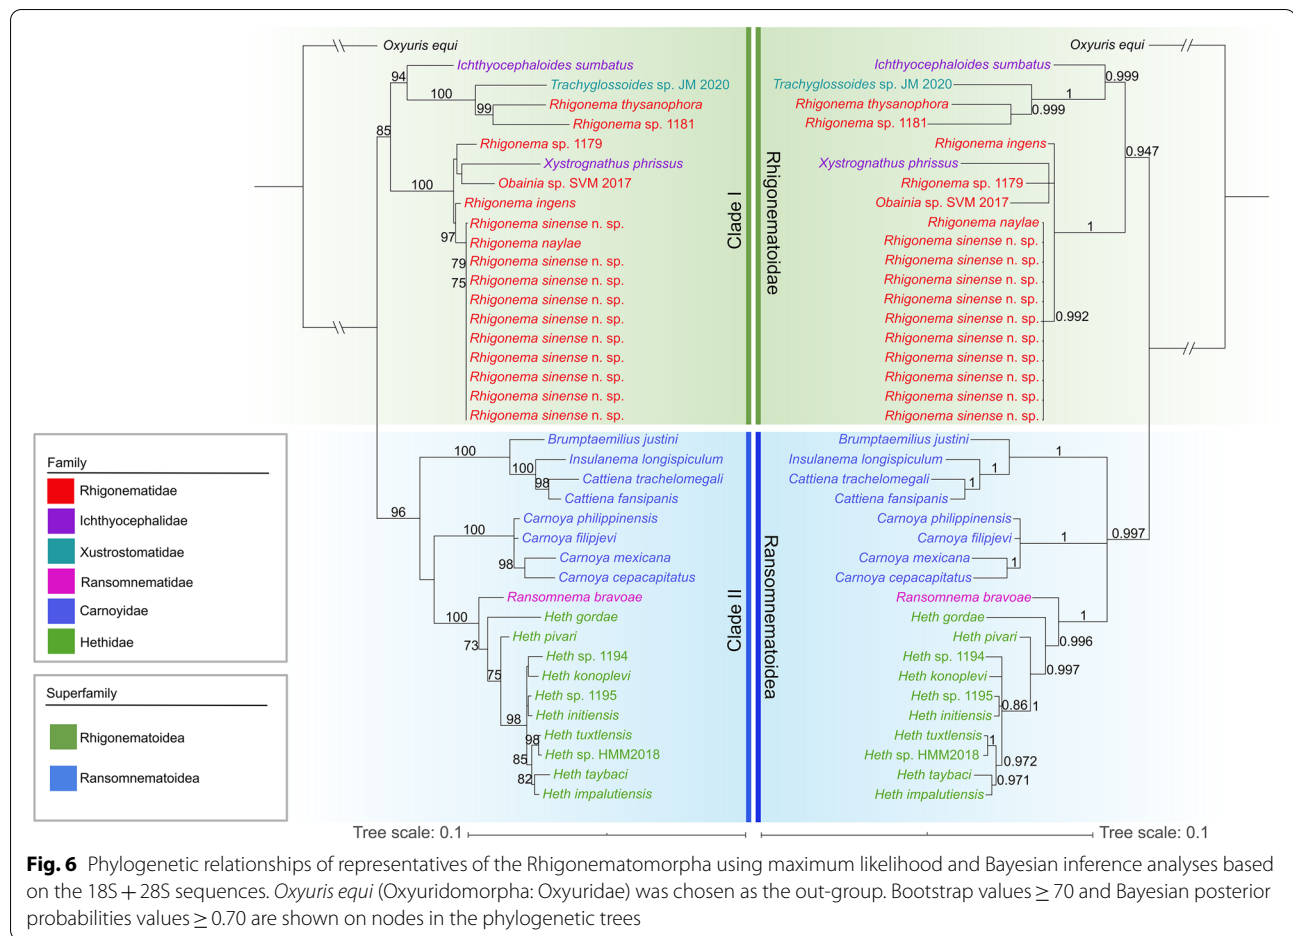 Oxyuris equi
Ichthyocephaloides sumbatus
94
Trachyglossoides sp. JM 2020
100
Rhigonema thysanophora
99
Rhigonema sp. 1181
85
Rhigonema sp. 1179
Xystrognathus phrissus
100
Obainia sp. SVM 2017
Rhigonema ingens
Rhigonema sinense n. sp.
97
Rhigonema naylae
79
Rhigonema sinense n. sp.
75
Rhigonema sinense n. sp.
Rhigonema sinense n. sp.
Rhigonema sinense n. sp.
Rhigonema sinense n. sp.
Rhigonema sinense n. sp.
Rhigonema sinense n. sp.
Rhigonema sinense n. sp.
Rhigonema sinense n. sp.
Brumptaemilius justini
100
Insulanema longispiculum
100
Cattiena trachelomegali
98
Cattiena fansipanis
96
Carnoya philippinensis
100
Carnoya filipjevi
Carnoya mexicana
98
Carnoya cepacapitatus
Ransomnema bravoae
100
Heth gordae
Heth pivari
73
Heth sp. 1194
75
Heth konoplevi
Heth sp. 1195
98
Heth initiensis
Heth tuxtlensis
98
Heth sp. HMM2018
85
Heth taybaci
82
Heth impalutiensis
Tree scale: 0.1
Clade I
Rhigonematoidae
Clade II
Ransomnematoidea
Oxyuris equi
Ichthyocephaloides sumbatus
0.999
Trachyglossoides sp. JM 2020
1
Rhigonema thysanophora
0.999
Rhigonema sp. 1181
Rhigonema ingens
0.947
Xystrognathus phrissus
Rhigonema sp. 1179
Obainia sp. SVM 2017
Rhigonema naylae
1
Rhigonema sinense n. sp.
Rhigonema sinense n. sp.
Rhigonema sinense n. sp.
Rhigonema sinense n. sp.
Rhigonema sinense n. sp.
0.992
Rhigonema sinense n. sp.
Rhigonema sinense n. sp.
Rhigonema sinense n. sp.
Rhigonema sinense n. sp.
Rhigonema sinense n. sp.
Brumptaemilius justini
1
Insulanema longispiculum
1
Cattiena trachelomegali
1
Cattiena fansipanis
Carnoya philippinensis
0.997
Carnoya filipjevi
1
Carnoya mexicana
1
Carnoya cepacapitatus
Ransomnema bravoae
1
Heth gordae
Heth pivari
0.996
Heth sp. 1194
0.997
Heth konoplevi
Heth sp. 1195
0.86
1
Heth initiensis
Heth tuxtlensis
1
Heth sp. HMM2018
0.972
Heth taybaci
0.971
Heth impalutiensis
Tree scale: 0.1
Family
Rhigonematidae
Ichthyocephalidae
Xustrostomatidae
Ransomnematidae
Carnoyidae
Hethidae
Superfamily
Rhigonematoidea
Ransomnematoidea
Fig. 6 Phylogenetic relationships of representatives of the Rhigonematomorpha using maximum likelihood and Bayesian inference analyses based
on the 18S + 28S sequences. Oxyuris equi (Oxyuridomorpha: Oxyuridae) was chosen as the out-group. Bootstrap values ≥ 70 and Bayesian posterior
probabilities values ≥ 0.70 are shown on nodes in the phylogenetic trees